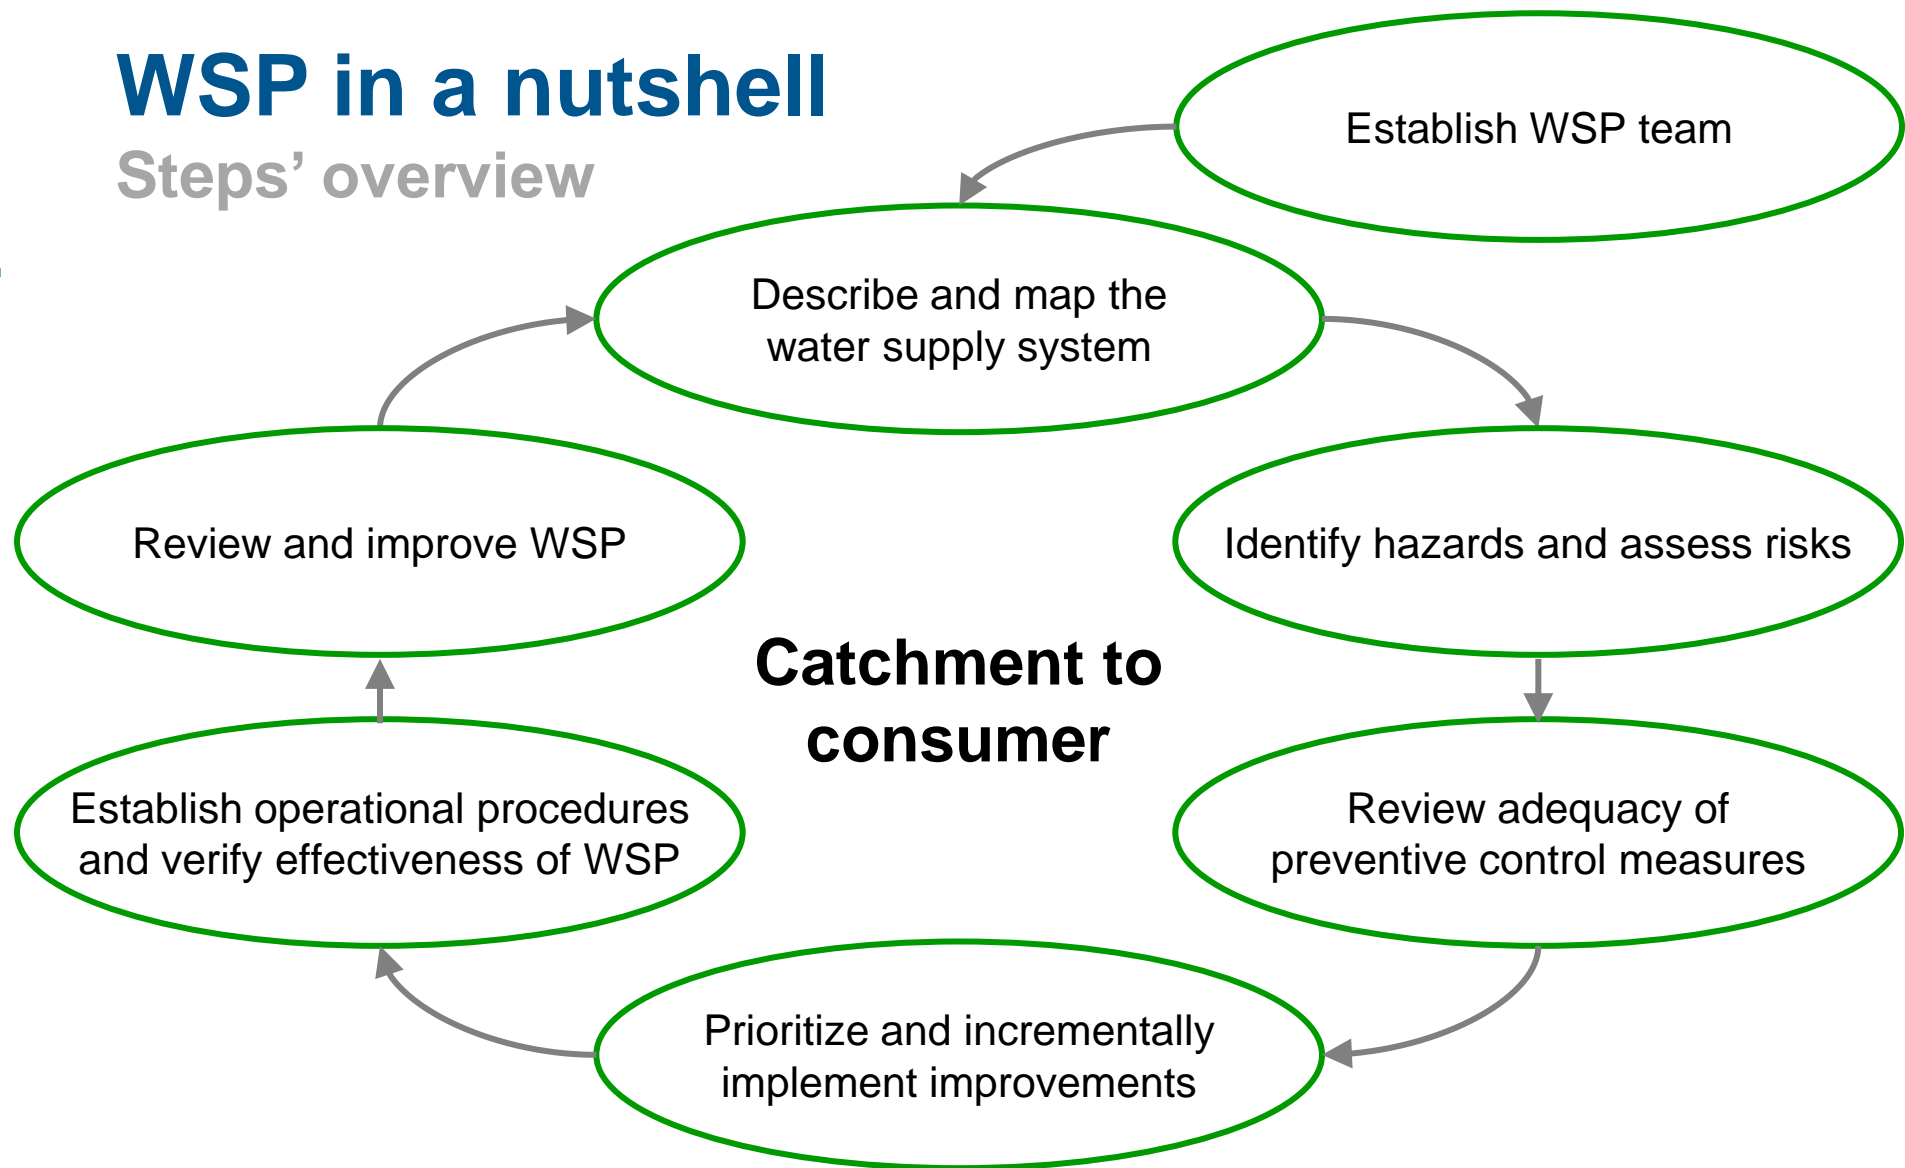 WSP in a nutshell
Steps’ overview
Establish WSP team
Describe and map the
water supply system
Identify hazards and assess risks
Review adequacy of
preventive control measures
Prioritize and incrementally
implement improvements
Establish operational procedures
and verify effectiveness of WSP
Review and improve WSP
Catchment to
consumer